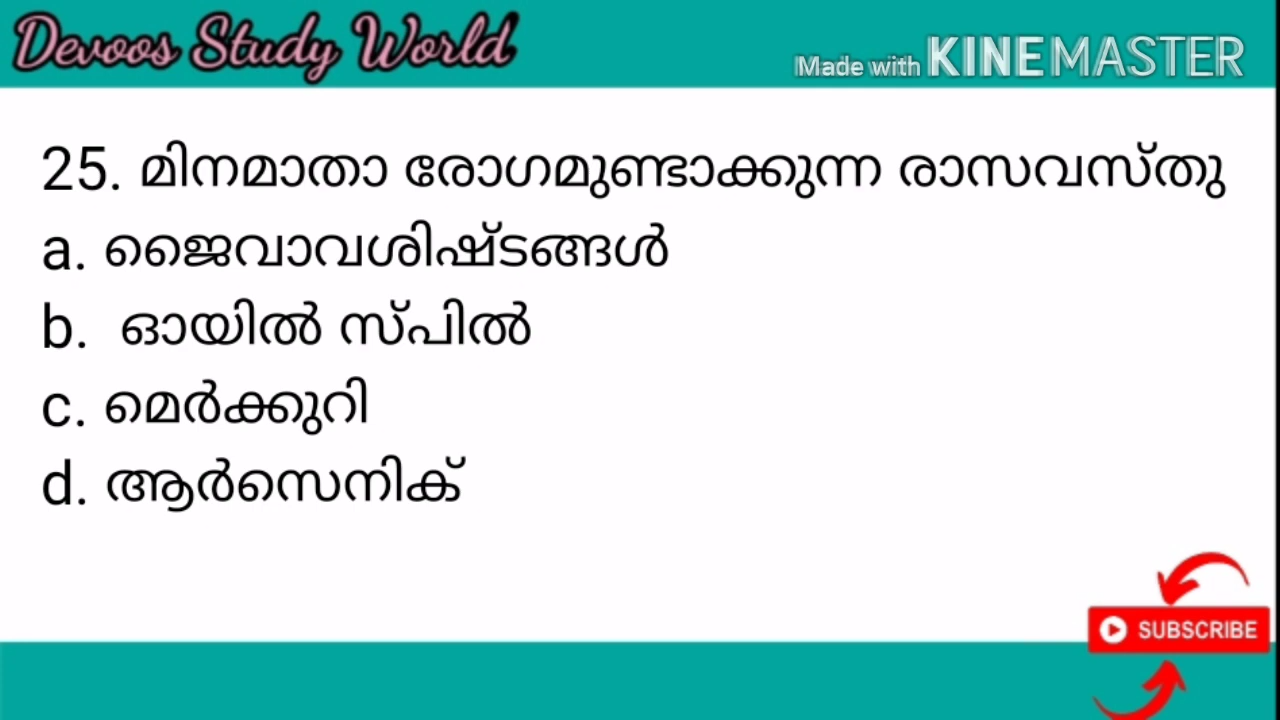 Devoos Study World
Made with KINEMASTER
25. മിനമാതാ രോഗമുണ്ടാക്കുന്ന രാസവസ്തു
a. ജൈവാവശിഷ്ടങ്ങൾ
b. ഓയിൽ സ്പിൽ
c. മെർക്കുറി
d. ആർസെനിക്
SUBSCRIBE